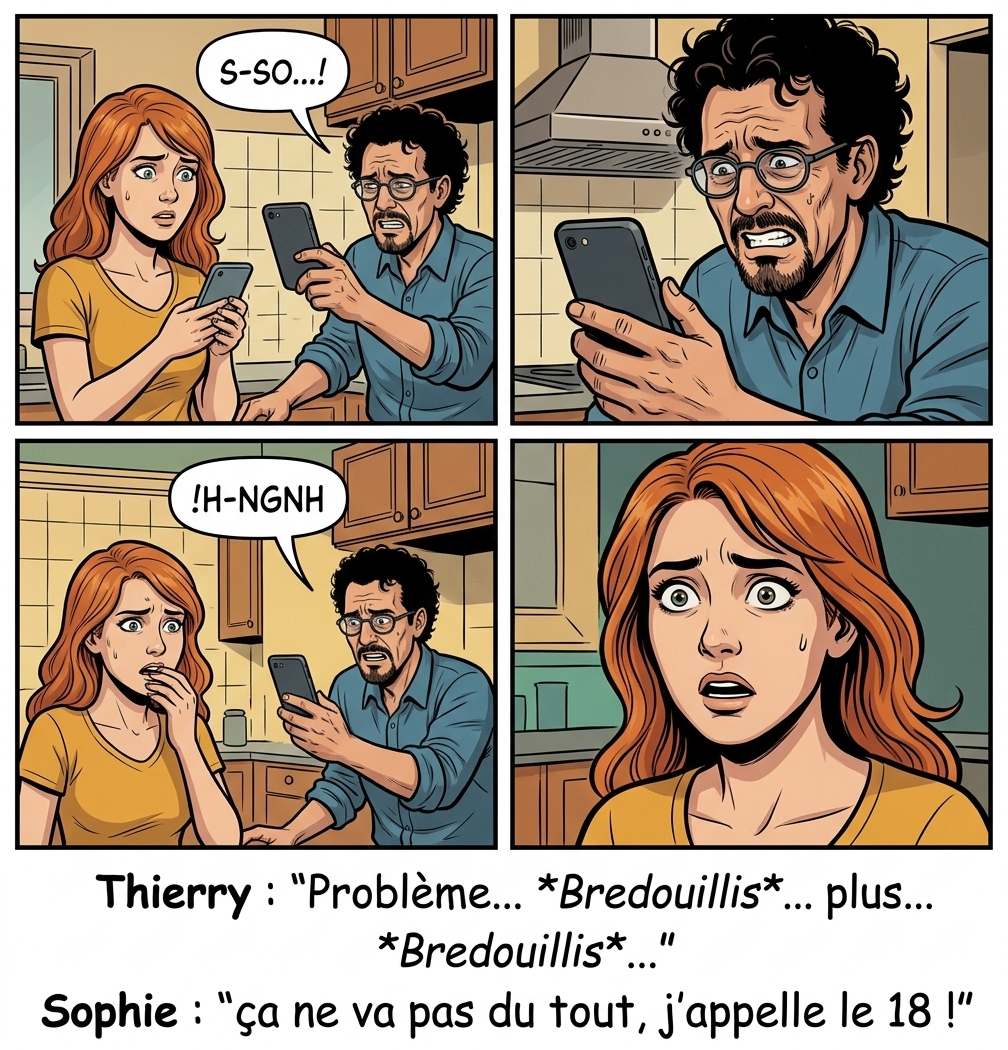 S-SO...!
!H-NGNH
Thierry : “Problème... *Bredouillis*... plus...
*Bredouillis*...”
Sophie : “ça ne va pas du tout, j’appelle le 18 !”